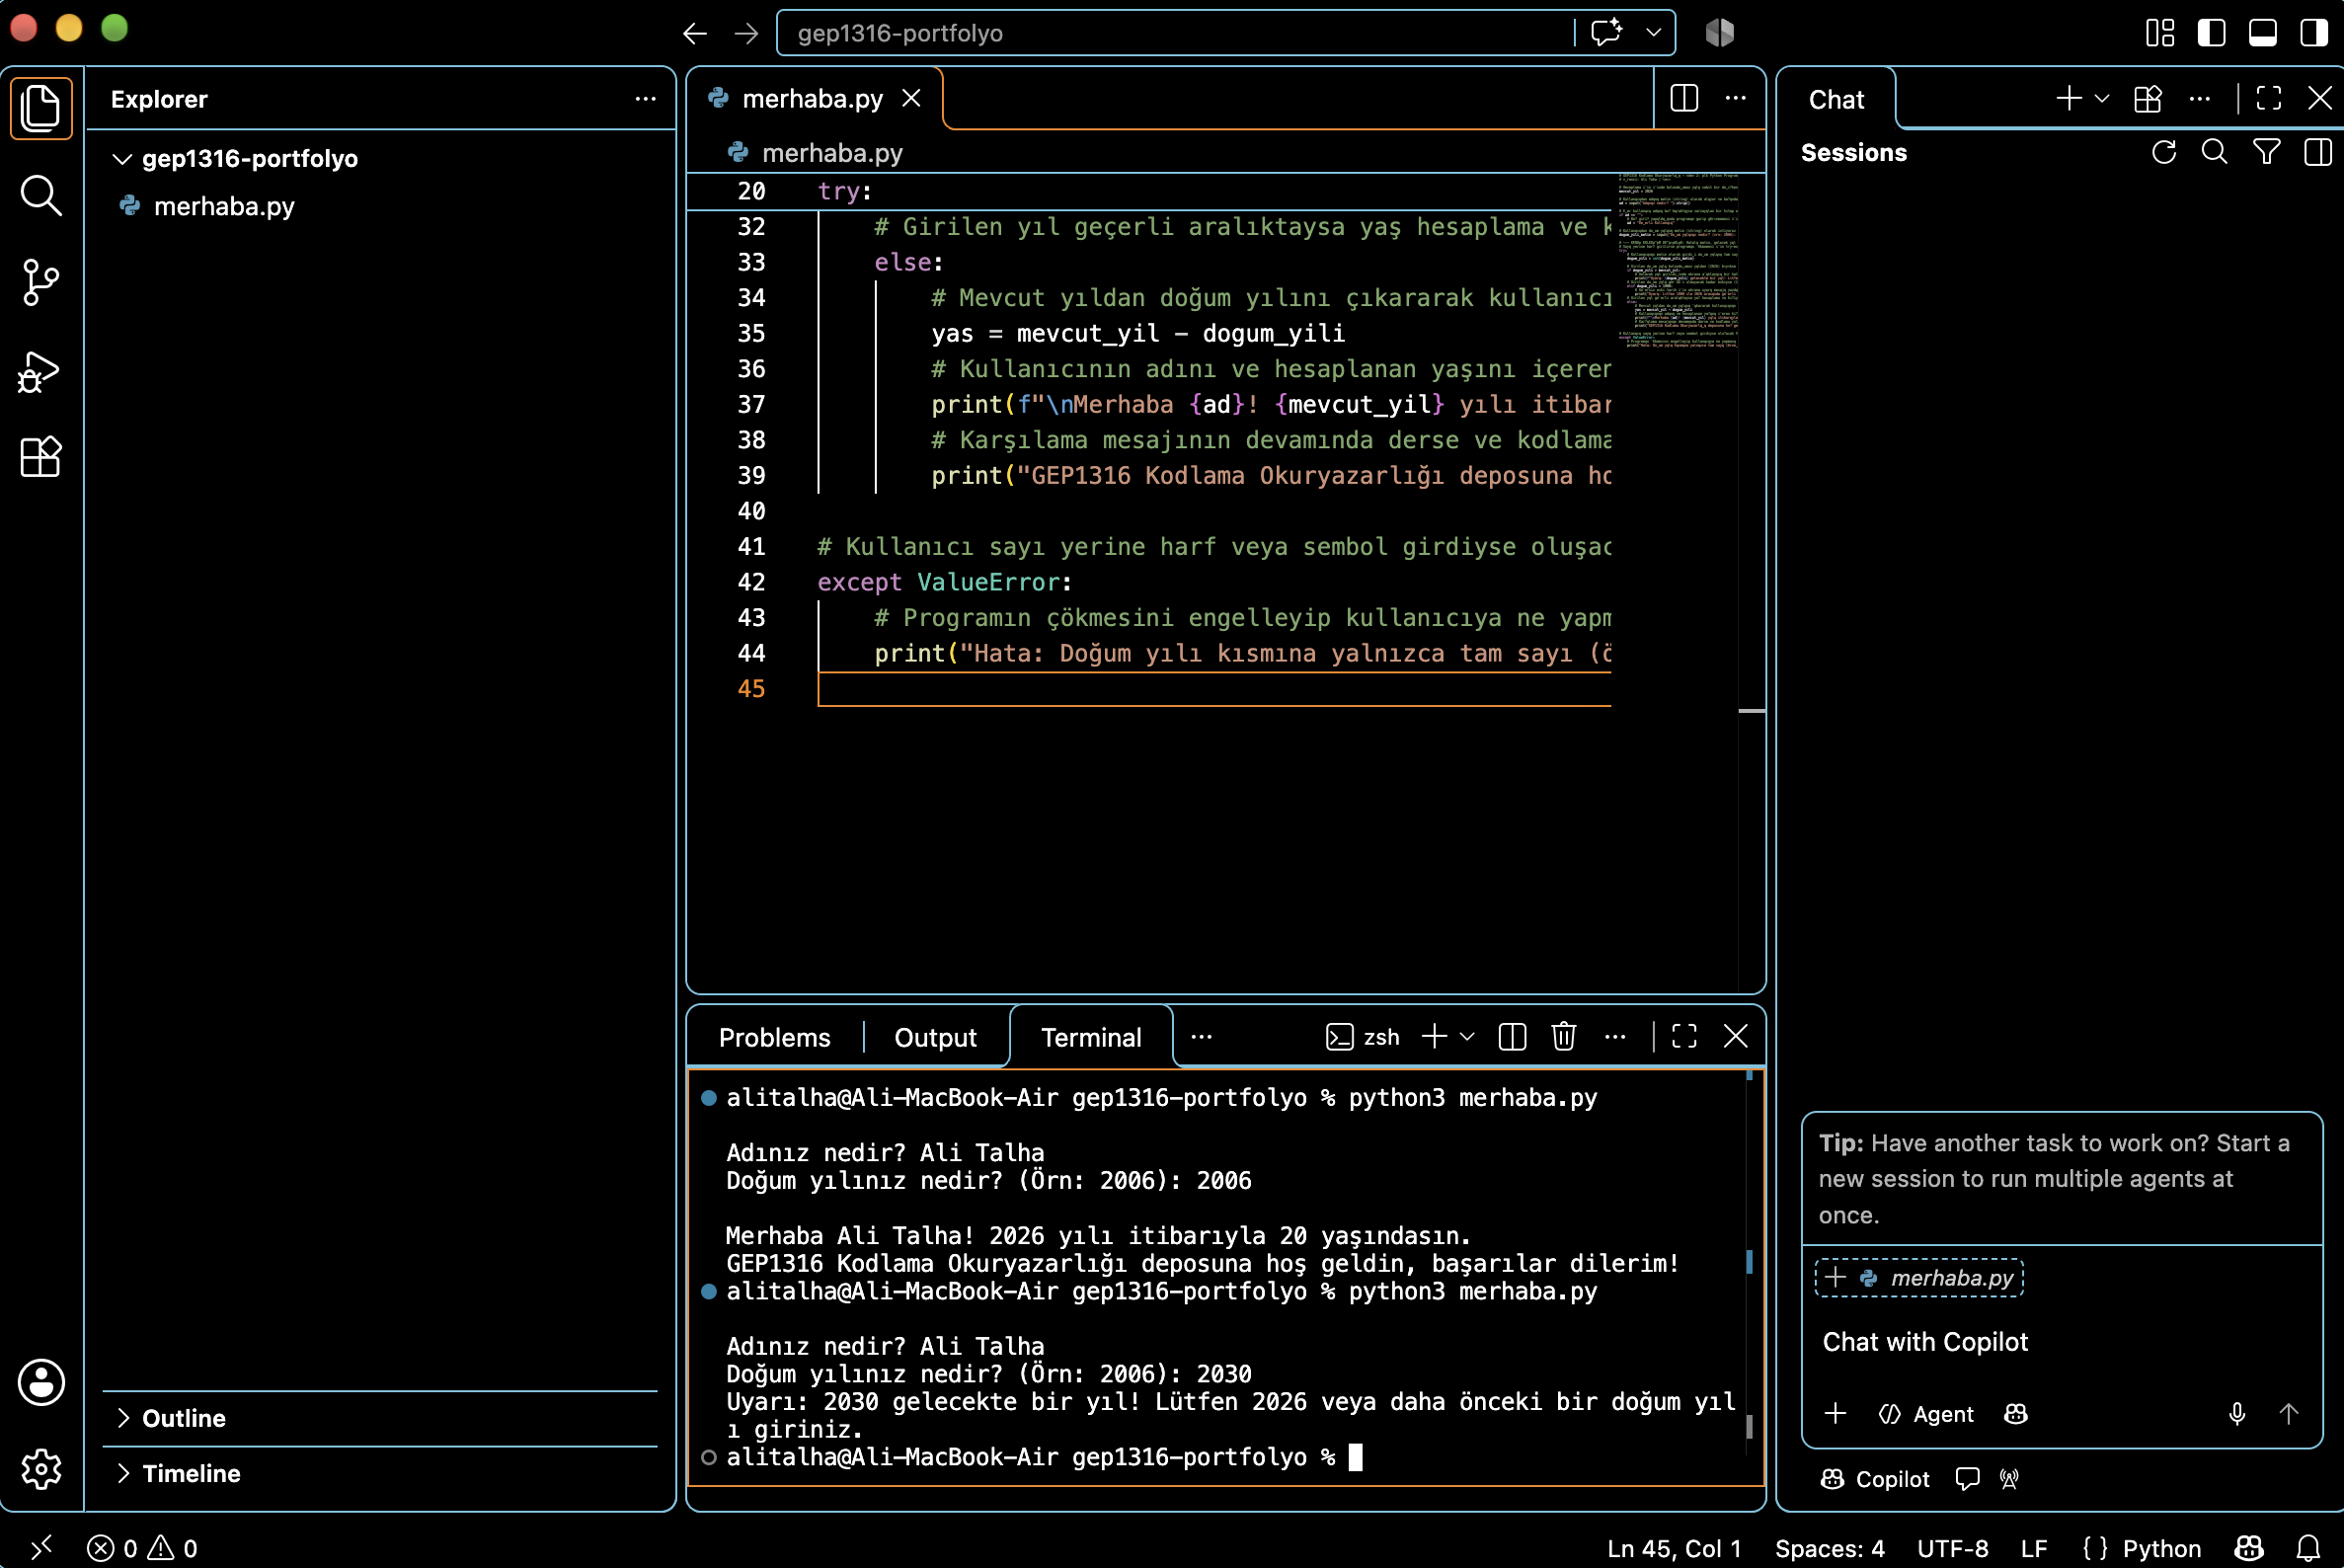 gep1316-portfolyo
Explorer
gep1316-portfolyo
merhaba.py
Outline
Timeline
merhaba.py
merhaba.py
20 try:
32 # Girilen yıl geçerli aralıktaysa yaş hesaplama ve k
33 else:
34 # Mevcut yıldan doğum yılını çıkararak kullanıcı
35 yas = mevcut_yil - dogum_yili
36 # Kullanıcının adını ve hesaplanan yaşını içeren
37 print(f"\nMerhaba {ad}! {mevcut_yil} yılı itibar
38 # Karşılama mesajının devamında derse ve kodlama
39 print("GEP1316 Kodlama Okuryazarlığı deposuna ho
40
41 # Kullanıcı sayı yerine harf veya sembol girdiyse oluşac
42 except ValueError:
43 # Programın çökmesini engelleyip kullanıcıya ne yapm
44 print("Hata: Doğum yılı kısmına yalnızca tam sayı (ö
45
Problems Output Terminal zsh
alitalha@Ali-MacBook-Air gep1316-portfolyo % python3 merhaba.py
Adınız nedir? Ali Talha
Doğum yılınız nedir? (Örn: 2006): 2006
Merhaba Ali Talha! 2026 yılı itibarıyla 20 yaşındasın.
GEP1316 Kodlama Okuryazarlığı deposuna hoş geldin, başarılar dilerim!
alitalha@Ali-MacBook-Air gep1316-portfolyo % python3 merhaba.py
Adınız nedir? Ali Talha
Doğum yılınız nedir? (Örn: 2006): 2030
Uyarı: 2030 gelecekte bir yıl! Lütfen 2026 veya daha önceki bir doğum yıl
ı giriniz.
alitalha@Ali-MacBook-Air gep1316-portfolyo %
Chat
Sessions
Tip: Have another task to work on? Start a
new session to run multiple agents at
once.
merhaba.py
Chat with Copilot
Agent
Copilot
0 0 Ln 45, Col 1 Spaces: 4 UTF-8 LF { } Python